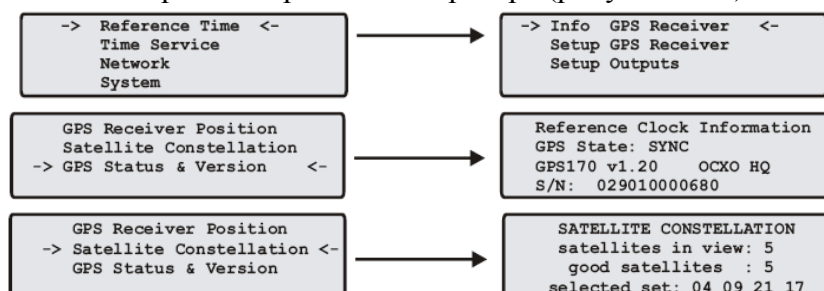 -> Reference Time <-
Time Service
Network
System
-> Info GPS Receiver <-
Setup GPS Receiver
Setup Outputs
GPS Receiver Position
Satellite Constellation
-> GPS Status & Version <-
Reference Clock Information
GPS State: SYNC
GPS170 v1.20 OCXO HQ
S/N: 029010000680
GPS Receiver Position
-> Satellite Constellation <-
GPS Status & Version
SATELLITE CONSTELLATION
satellites in view: 5
good satellites : 5
selected set: 04 09 21 17